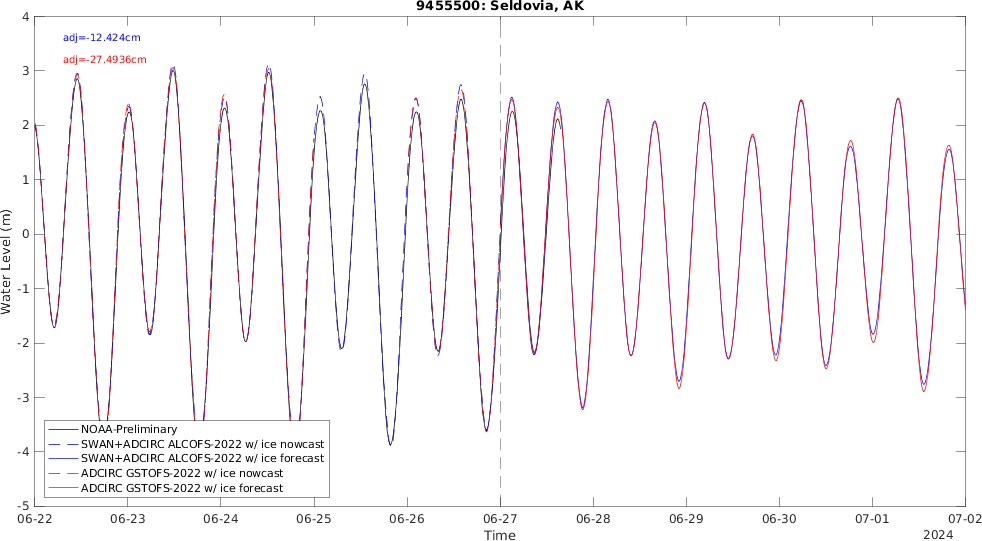 9455500: Seldovia, AK
adj=-12.424cm
adj=-27.4936cm
4
3
2
1
0
-1
-2
-3
-4
-5
Water Level (m)
NOAA-Preliminary
SWAN+ADCIRC ALCOFS-2022 w/ ice nowcast
SWAN+ADCIRC ALCOFS-2022 w/ ice forecast
ADCIRC GSTOFS-2022 w/ ice nowcast
ADCIRC GSTOFS-2022 w/ ice forecast
06-22 06-23 06-24 06-25 06-26 06-27 06-28 06-29 06-30 07-01 07-02
Time
2024